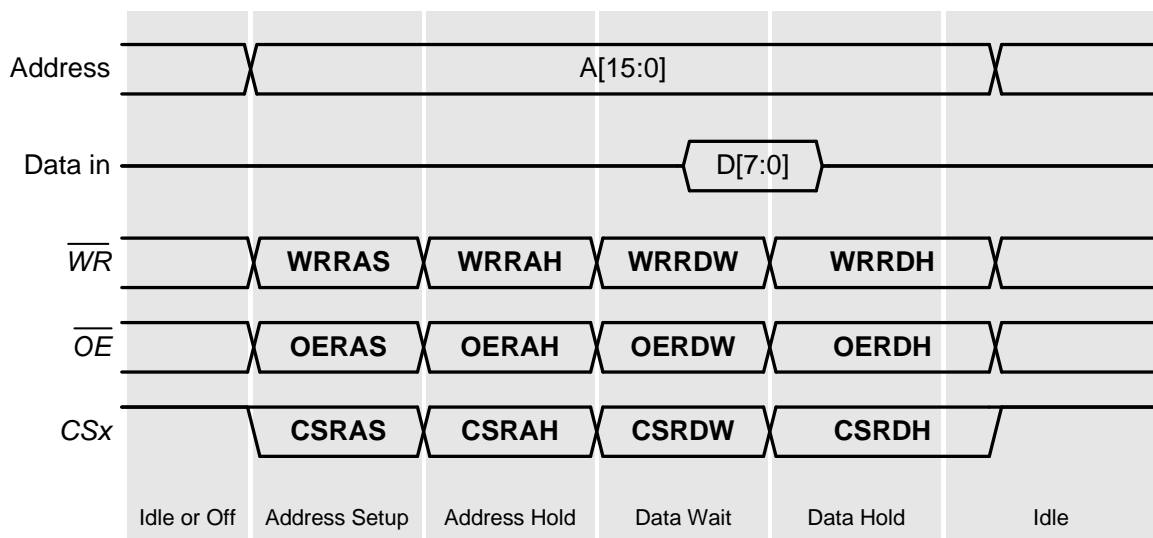 Address A[15:0]
Data in D[7:0]
WR WRRAS WRRAH WRRDW WRRDH
OE OERAS OERAH OERDW OERDH
CSx CSRAS CSRAH CSRDW CSRDH
Idle or Off Address Setup Address Hold Data Wait Data Hold Idle